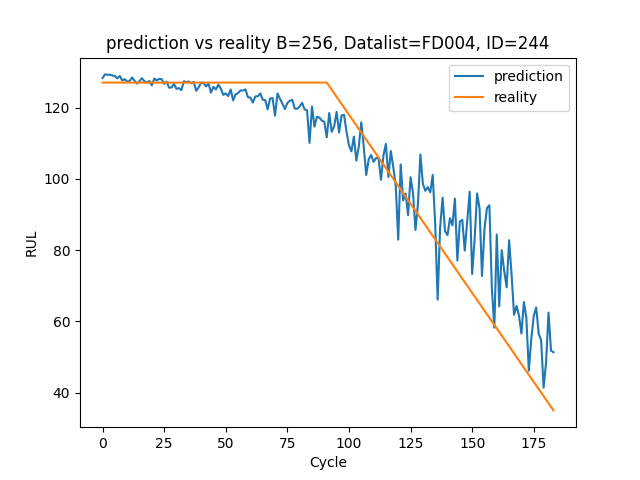 prediction vs reality B=256, Datalist=FD004, ID=244
prediction
reality
RUL
120
100
80
60
40
0 25 50 75 100 125 150 175
Cycle